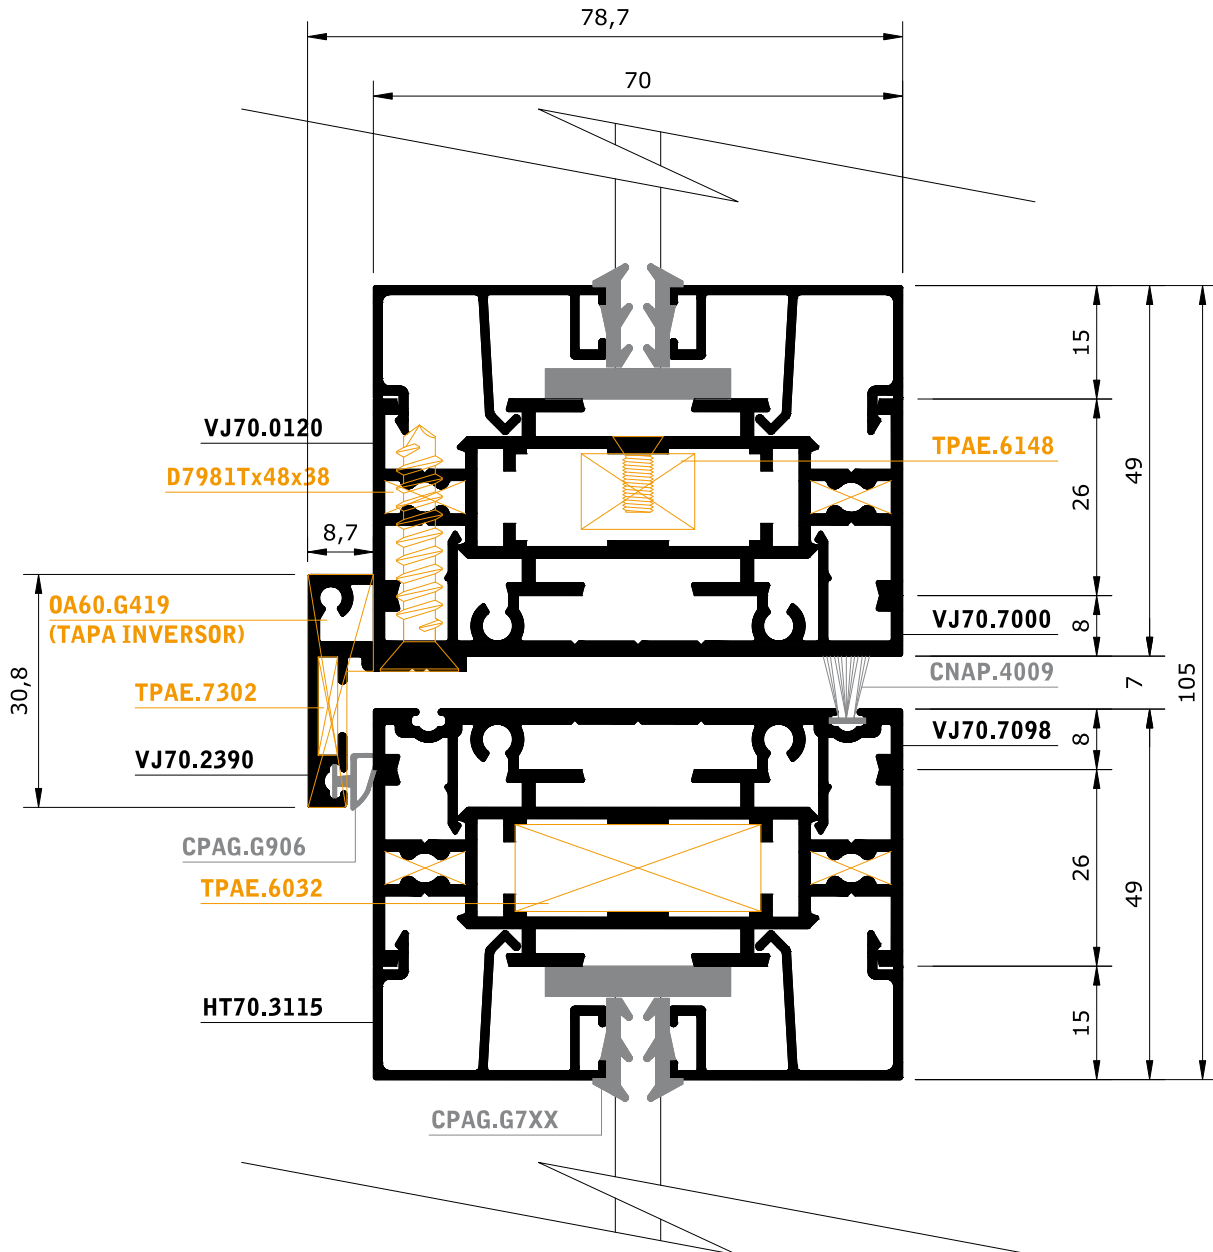 78,7
70
15
VJ70.0120
TPAE.6148
49
D7981Tx48x38
26
8,7
OA60.G419
(TAPA INVERSOR)
VJ70.7000
8
CNAP.4009
105
30,8
TPAE.7302
7
VJ70.7098
8
VJ70.2390
CPAG.G906
26
TPAE.6032
49
HT70.3115
15
CPAG.G7XX